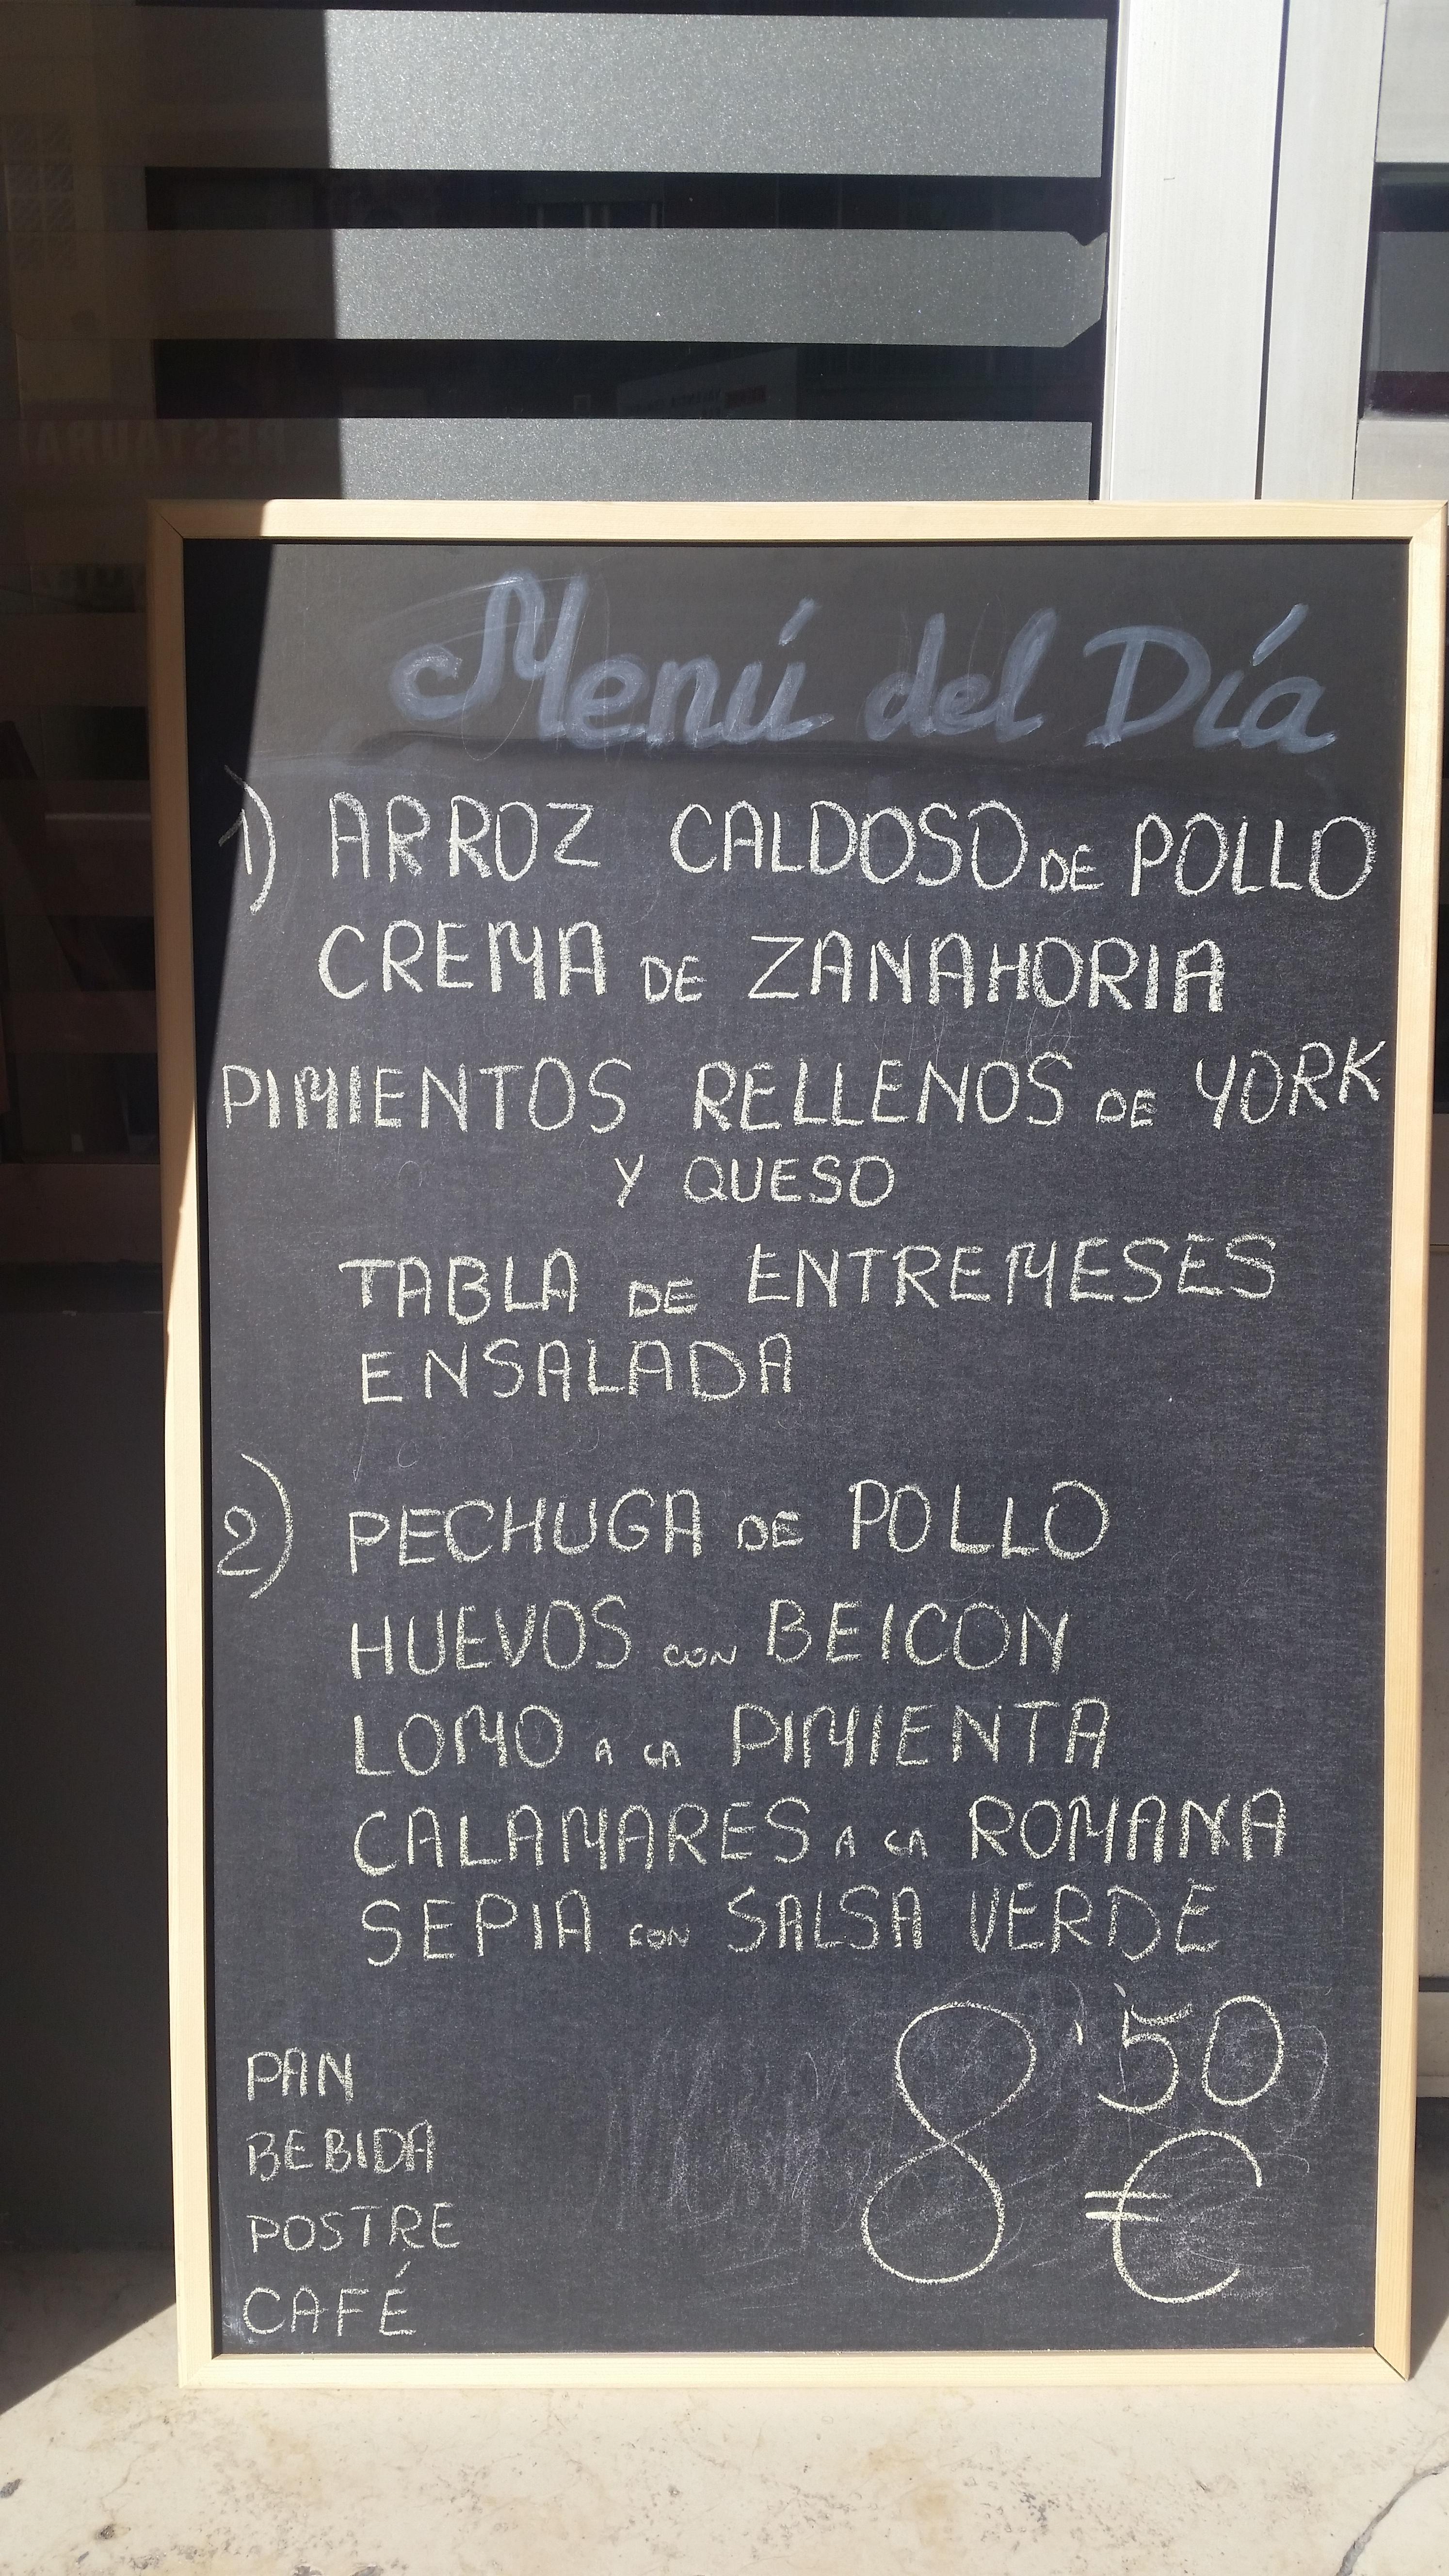 RESTAURA
Menú del Día
1) ARROZ CALDOSO DE POLLO
CREMA DE ZANAHORIA
PIMIENTOS RELLENOS DE YORK
Y QUESO
TABLA DE ENTREMESES
ENSALADA
2) PECHUGA DE POLLO
HUEVOS CON BEICON
LOMO A LA PIMIENTA
CALAMARES A LA ROMANA
SEPIA CON SALSA VERDE
8'50
€
PAN
BEBIDA
POSTRE
CAFÉ